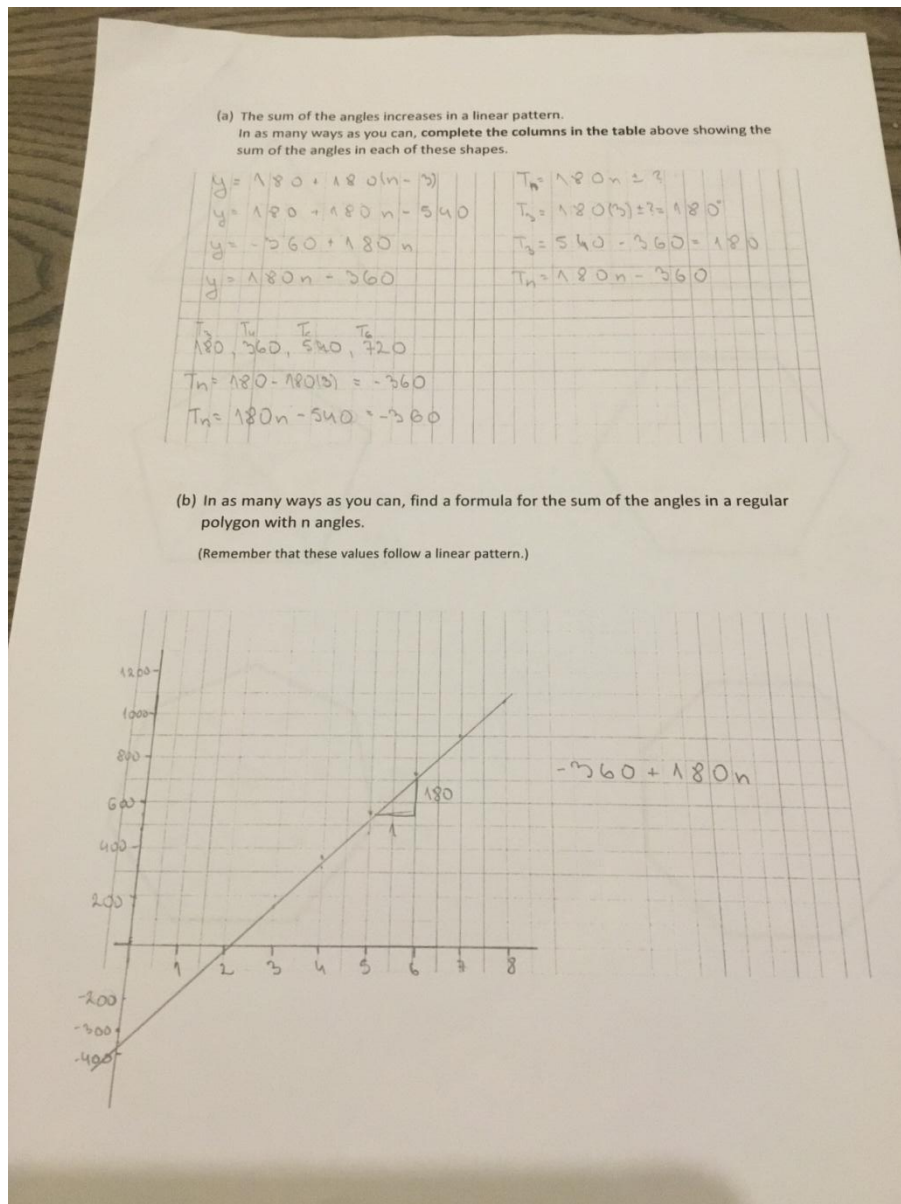 (a) The sum of the angles increases in a linear pattern.
In as many ways as you can, complete the columns in the table above showing the
sum of the angles in each of these shapes.
y = 180 + 180(n - 3)
y = 180 + 180n - 540
y = -360 + 180n
y = 180n - 360
T3 T4 T5 T6
180, 360, 540, 720
Tn = 180 - 180(3) = -360
Tn = 180n - 540 = -360
Tn = 180n ± ?
T3 = 180(3) ± ? = 180°
T3 = 540 - 360 = 180
Tn = 180n - 360
(b) In as many ways as you can, find a formula for the sum of the angles in a regular
polygon with n angles.
(Remember that these values follow a linear pattern.)
1200
1000
800
600
400
200
-200
-300
-400
1 2 3 4 5 6 7 8
180
1
-360 + 180n